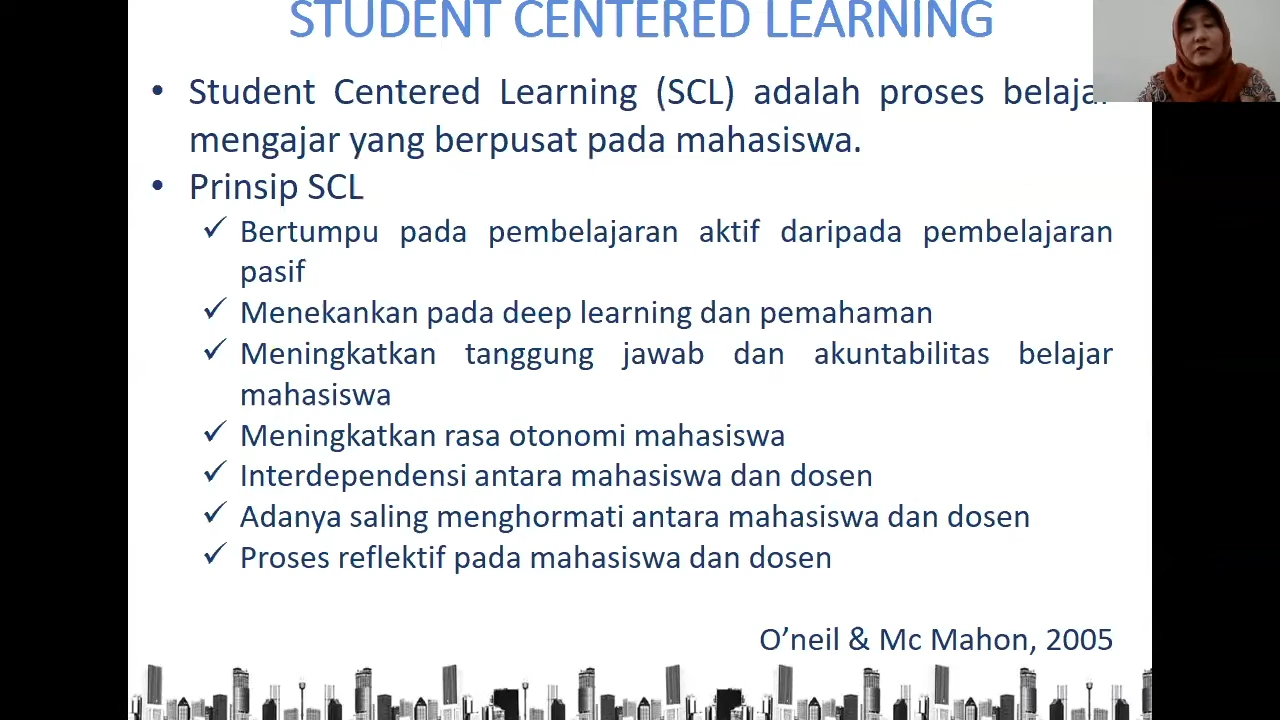 STUDENT CENTERED LEARNING
• Student Centered Learning (SCL) adalah proses belajar
mengajar yang berpusat pada mahasiswa.
• Prinsip SCL
✓ Bertumpu pada pembelajaran aktif daripada pembelajaran
pasif
✓ Menekankan pada deep learning dan pemahaman
✓ Meningkatkan tanggung jawab dan akuntabilitas belajar
mahasiswa
✓ Meningkatkan rasa otonomi mahasiswa
✓ Interdependensi antara mahasiswa dan dosen
✓ Adanya saling menghormati antara mahasiswa dan dosen
✓ Proses reflektif pada mahasiswa dan dosen
O’neil & Mc Mahon, 2005